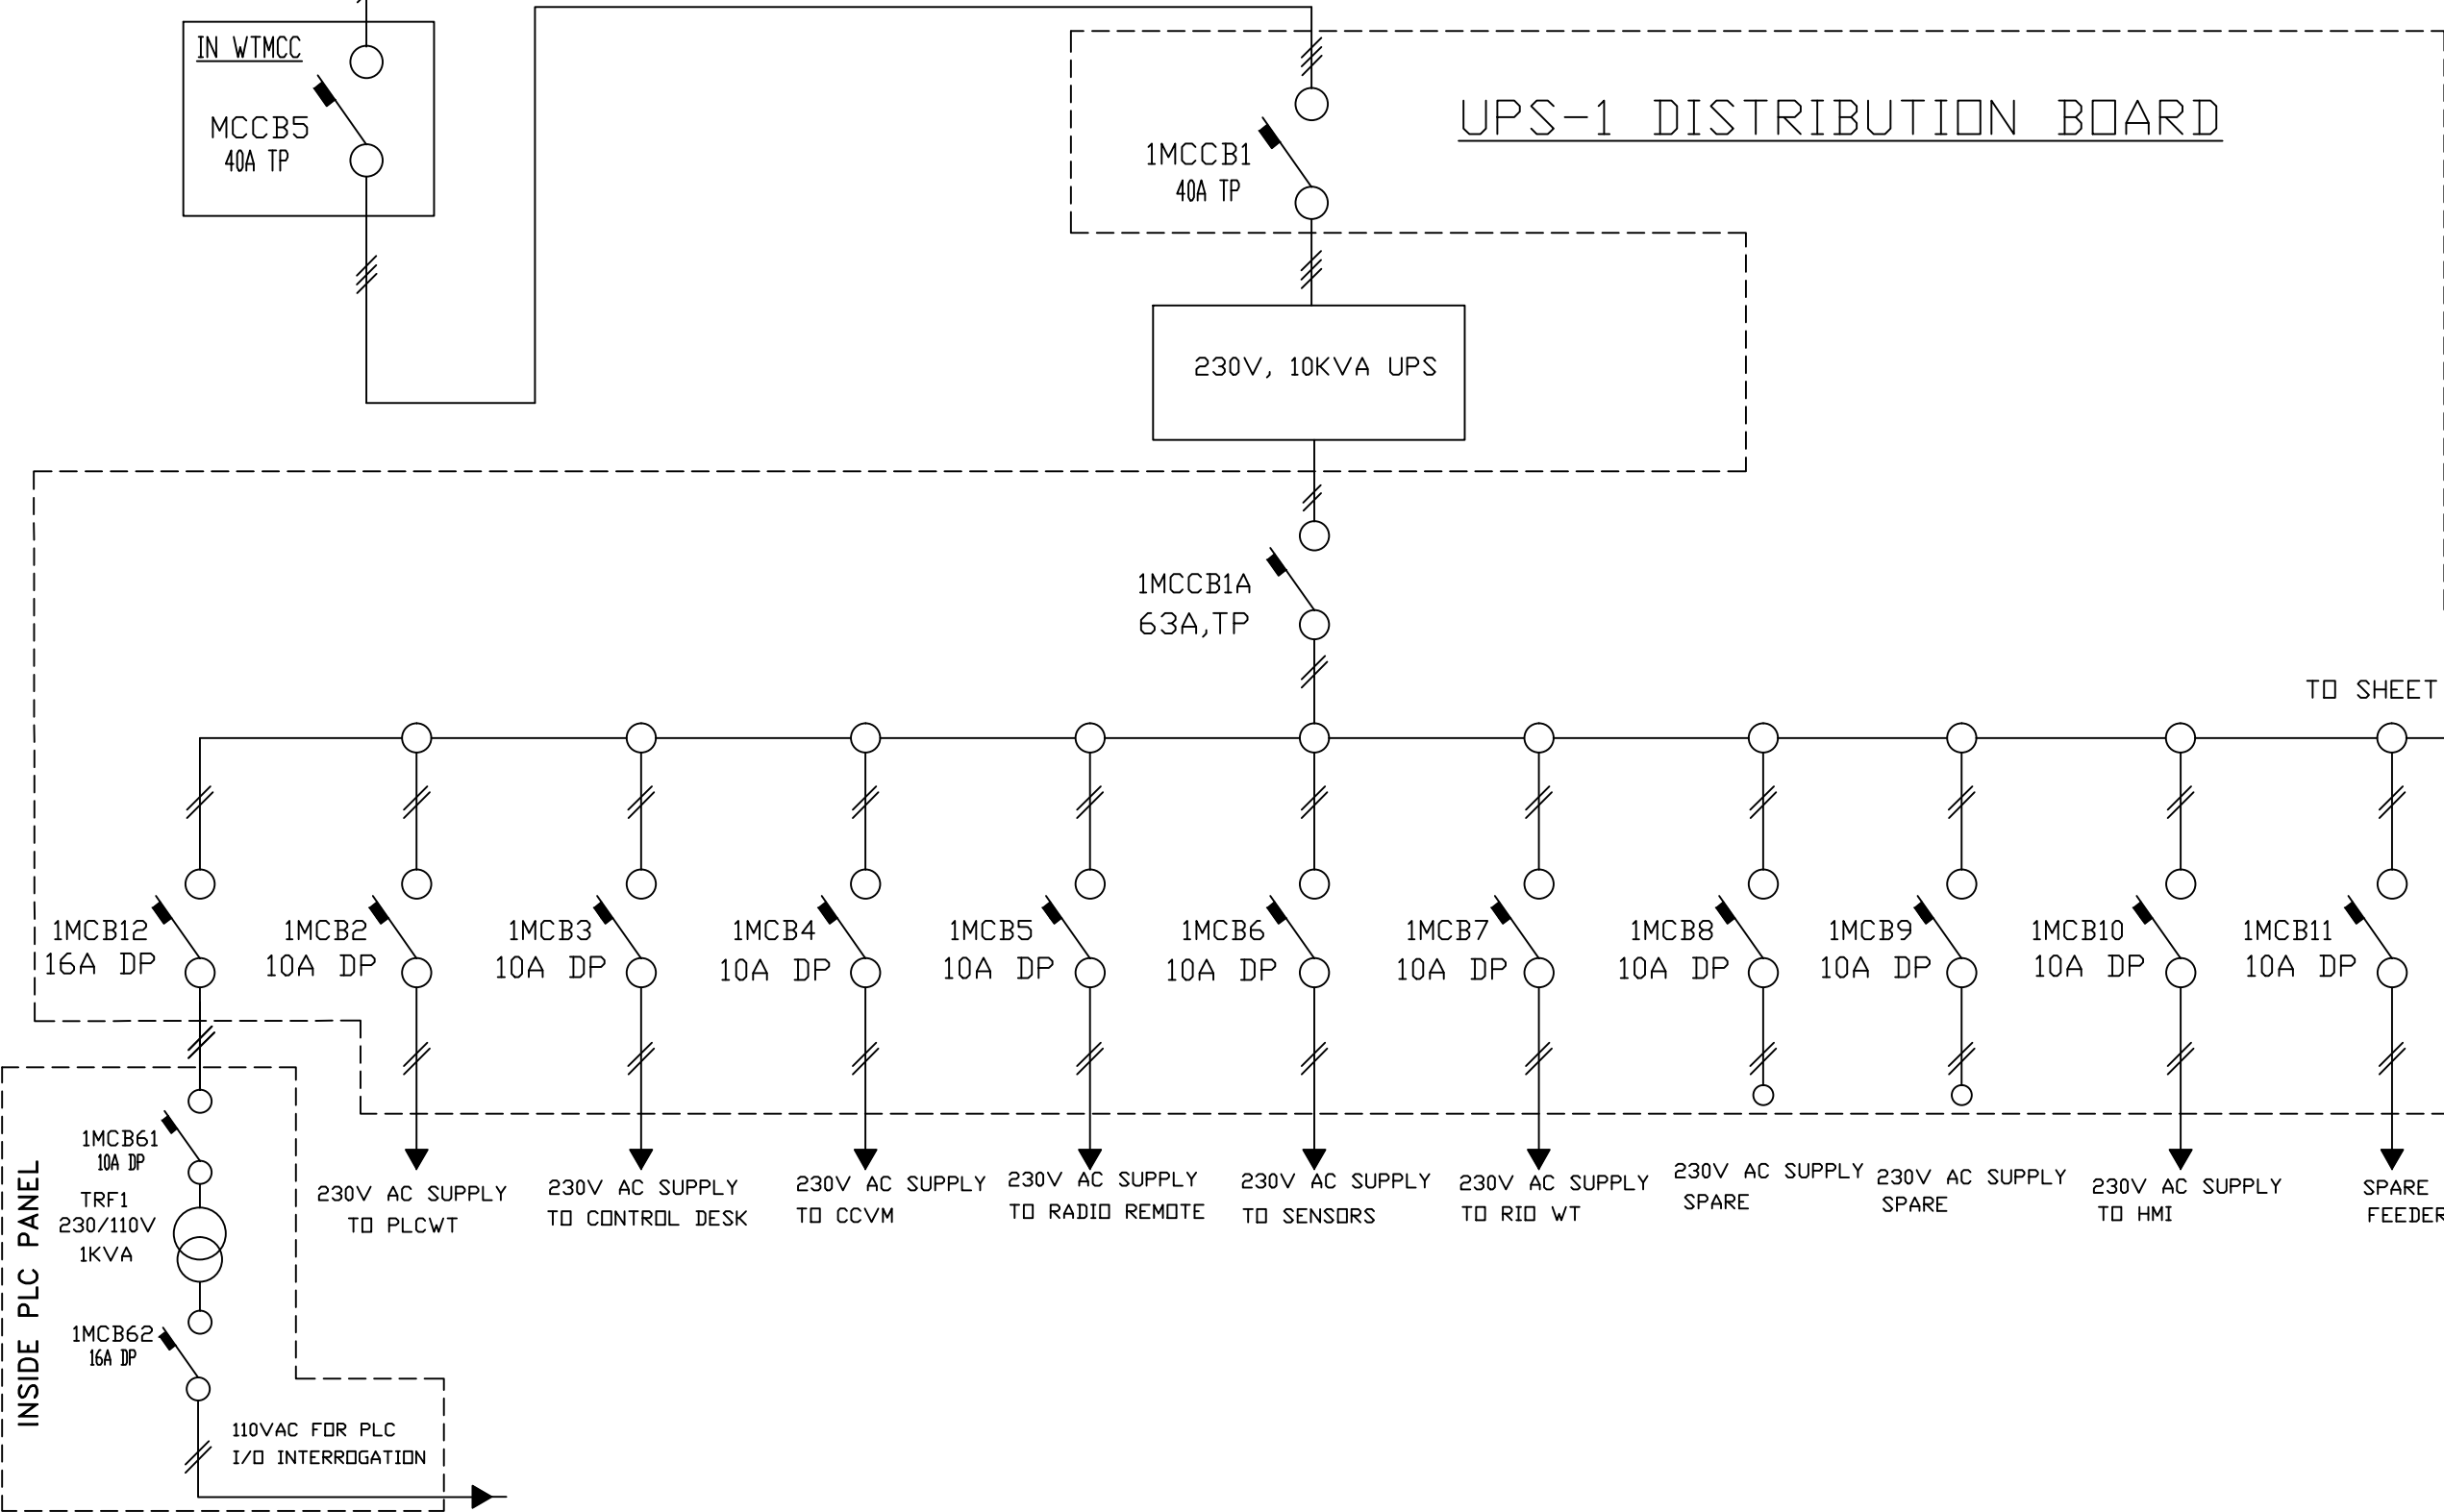 IN WTMCC
MCCB5
40A TP
UPS-1 DISTRIBUTION BOARD
1MCCB1
40A TP
230V, 10KVA UPS
1MCCB1A
63A,TP
TO SHEET
1MCB12
16A DP
1MCB2
10A DP
1MCB3
10A DP
1MCB4
10A DP
1MCB5
10A DP
1MCB6
10A DP
1MCB7
10A DP
1MCB8
10A DP
1MCB9
10A DP
1MCB10
10A DP
1MCB11
10A DP
230V AC SUPPLY
TO PLCWT
230V AC SUPPLY
TO CONTROL DESK
230V AC SUPPLY
TO CCVM
230V AC SUPPLY
TO RADIO REMOTE
230V AC SUPPLY
TO SENSORS
230V AC SUPPLY
TO RIO WT
230V AC SUPPLY
SPARE
230V AC SUPPLY
SPARE
230V AC SUPPLY
TO HMI
SPARE
FEEDER
INSIDE PLC PANEL
1MCB61
10A DP
TRF1
230/110V
1KVA
1MCB62
16A DP
110VAC FOR PLC
I/O INTERROGATION